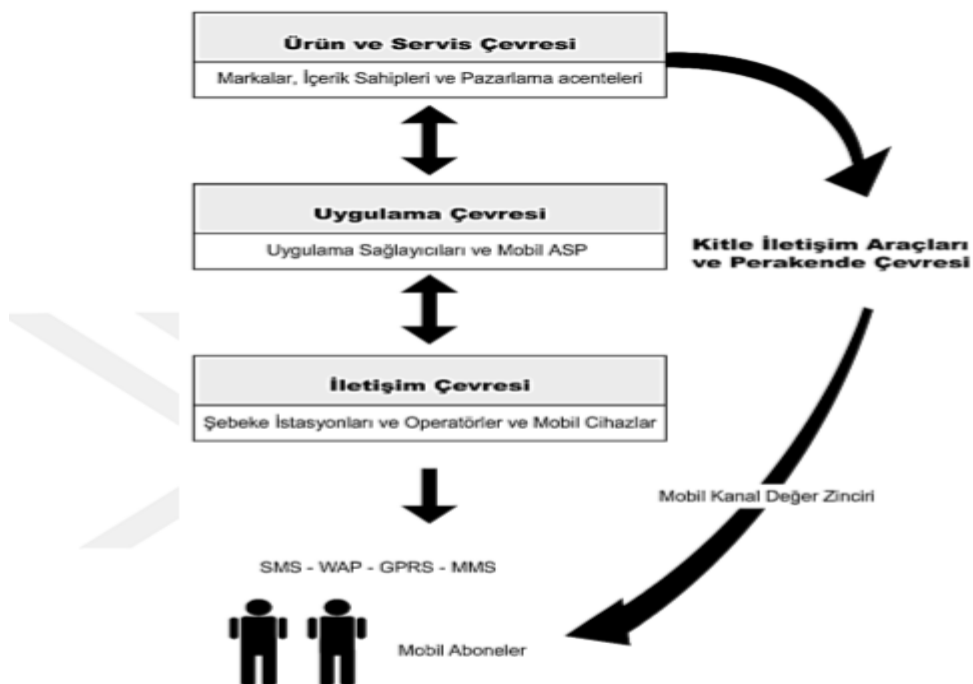 Ürün ve Servis Çevresi
Markalar, İçerik Sahipleri ve Pazarlama acenteleri
Uygulama Çevresi
Uygulama Sağlayıcıları ve Mobil ASP
Kitle İletişim Araçları
ve Perakende Çevresi
İletişim Çevresi
Şebeke İstasyonları ve Operatörler ve Mobil Cihazlar
Mobil Kanal Değer Zinciri
SMS - WAP - GPRS - MMS
Mobil Aboneler